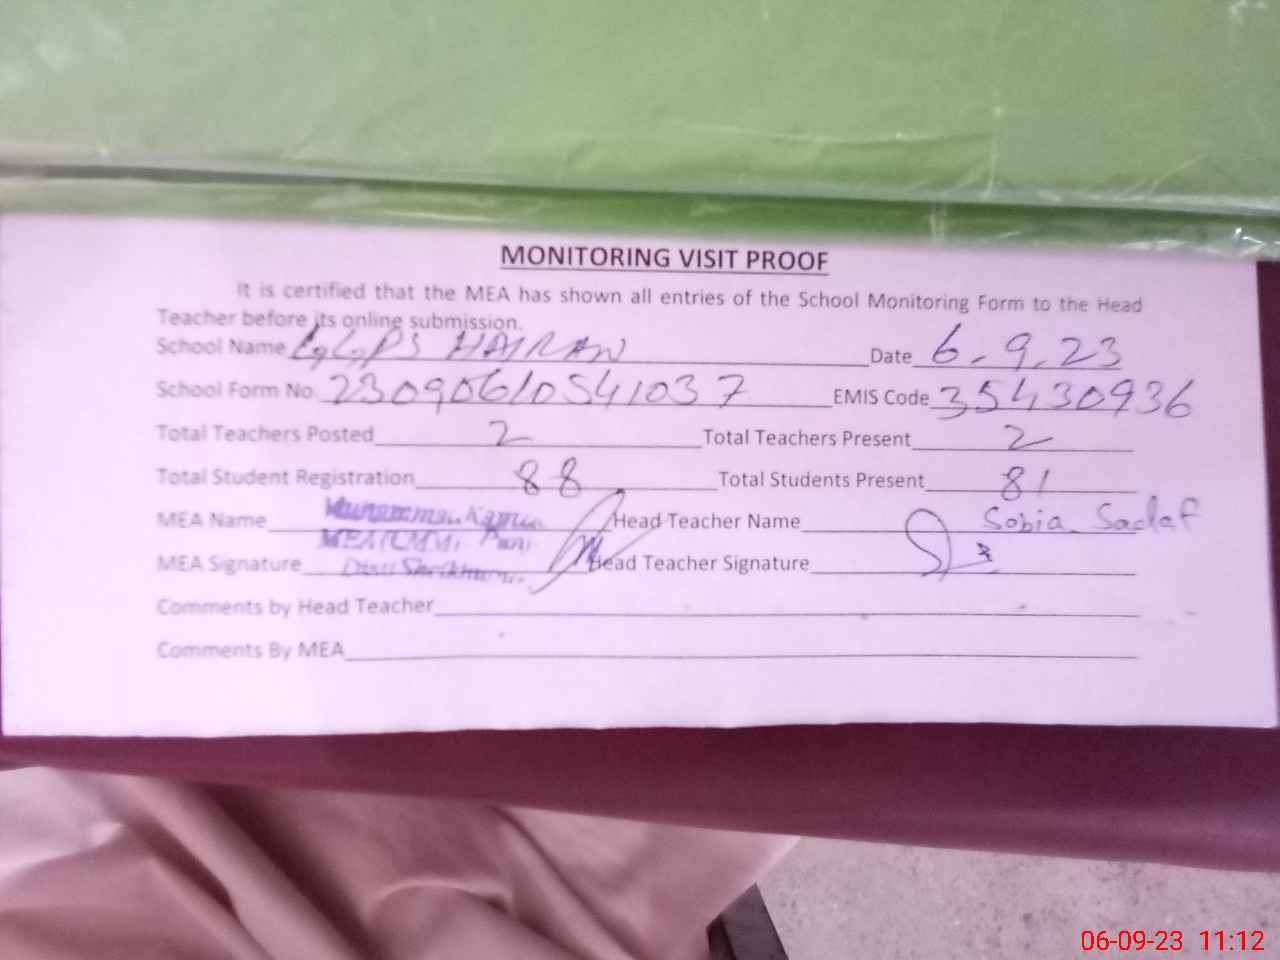 MONITORING VISIT PROOF
It is certified that the MEA has shown all entries of the School Monitoring Form to the Head
Teacher before its online submission.
School Name GGPS HAIRAN Date 6.9.23
School Form No. 23090610541037 EMIS Code 35430936
Total Teachers Posted 2 Total Teachers Present 2
Total Student Registration 88 Total Students Present 81
MEA Name Head Teacher Name Sobia Sadaf
MEA Signature Head Teacher Signature
Comments by Head Teacher
Comments By MEA
06-09-23 11:12